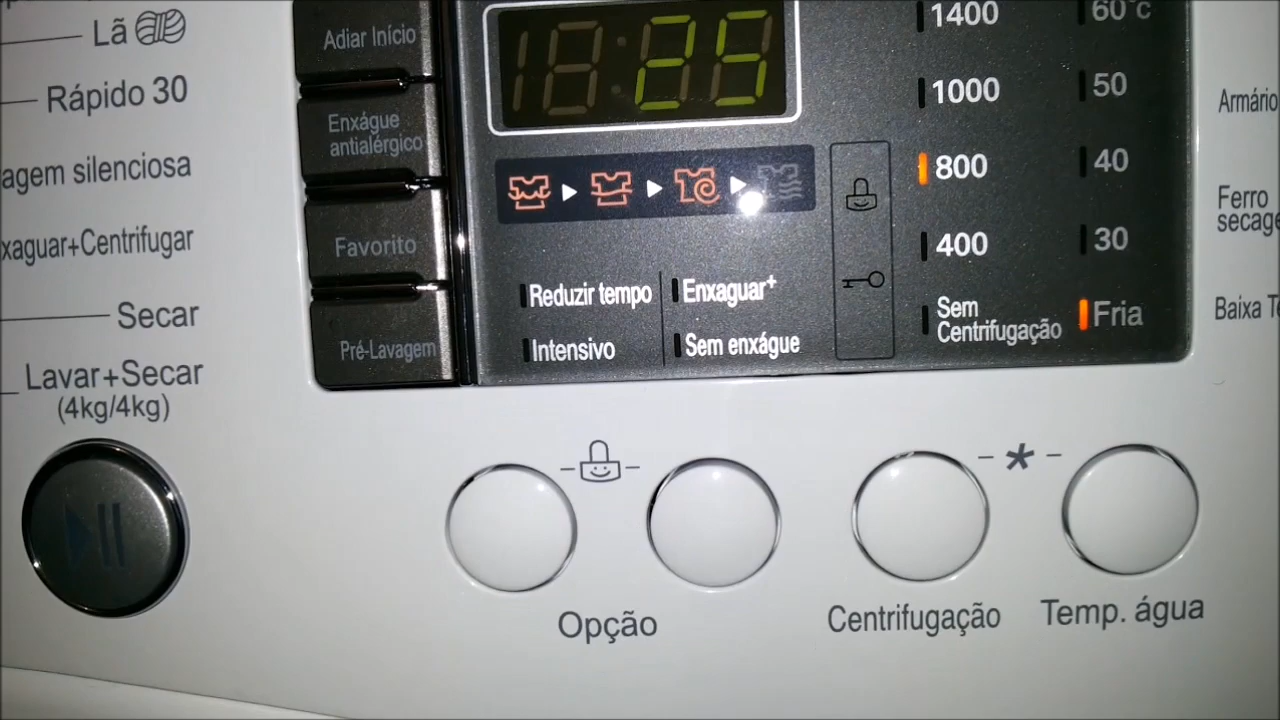 Lã
Rápido 30
agem silenciosa
xaguar+Centrifugar
Secar
Lavar+Secar
(4kg/4kg)
Adiar Início
Enxágue
antialérgico
Favorito
Pré-Lavagem
25
Reduzir tempo
Intensivo
Enxaguar+
Sem enxágue
1400
1000
800
400
Sem
Centrifugação
60°c
50
40
30
Fria
Armário
Ferro
secage
Baixa Te
Opção
Centrifugação
*
Temp. água